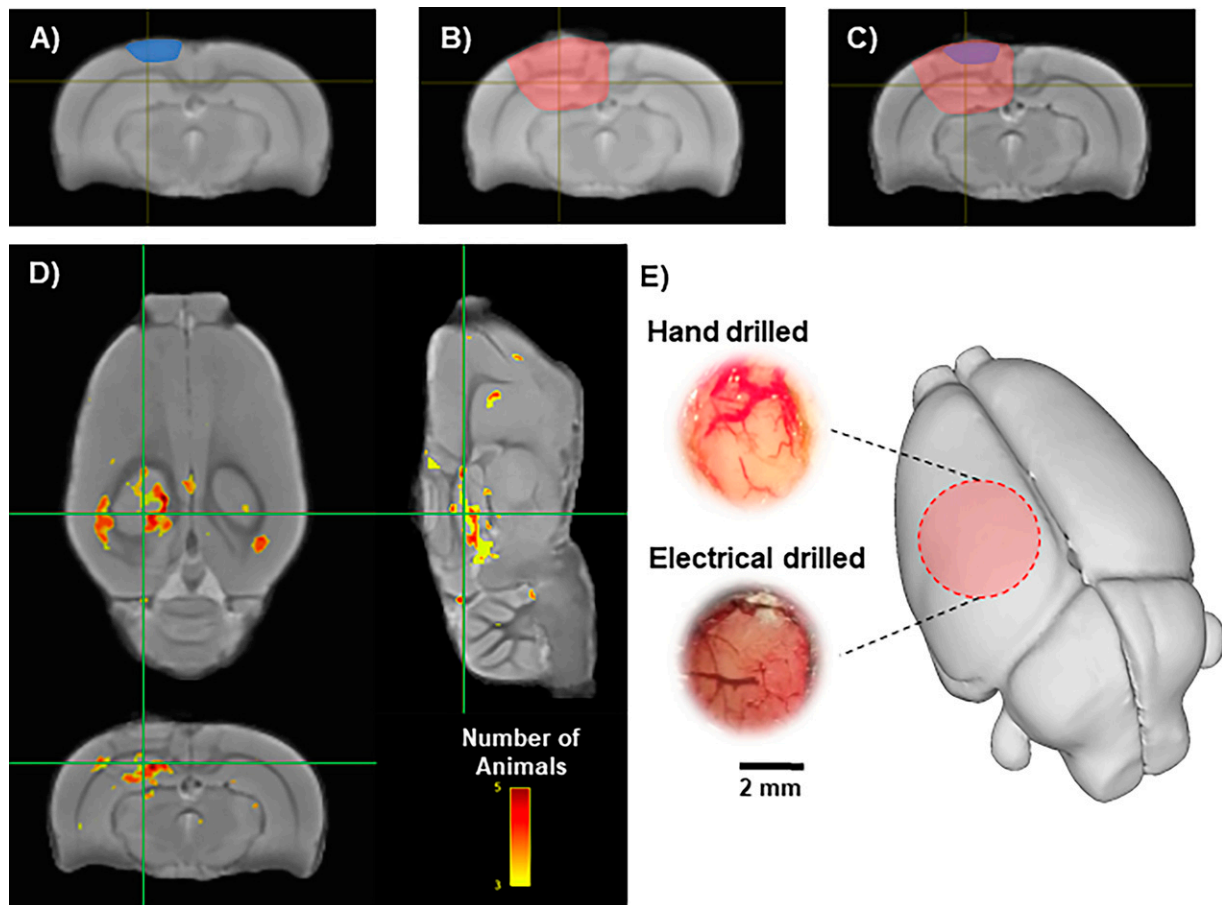 A)
B)
C)
D)
E)
Hand drilled
Electrical drilled
2 mm
Number of
Animals
5
3